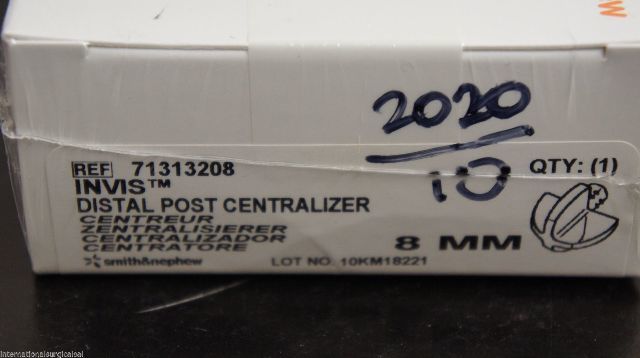 W
2020
10
REF 71313208
QTY: (1)
INVIS™
DISTAL POST CENTRALIZER
CENTREUR
ZENTRALISIERER
CENTRALIZADOR
CENTRATORE
8 MM
smith&nephew
LOT NO. 10KM18221
internationalsurgicalsal